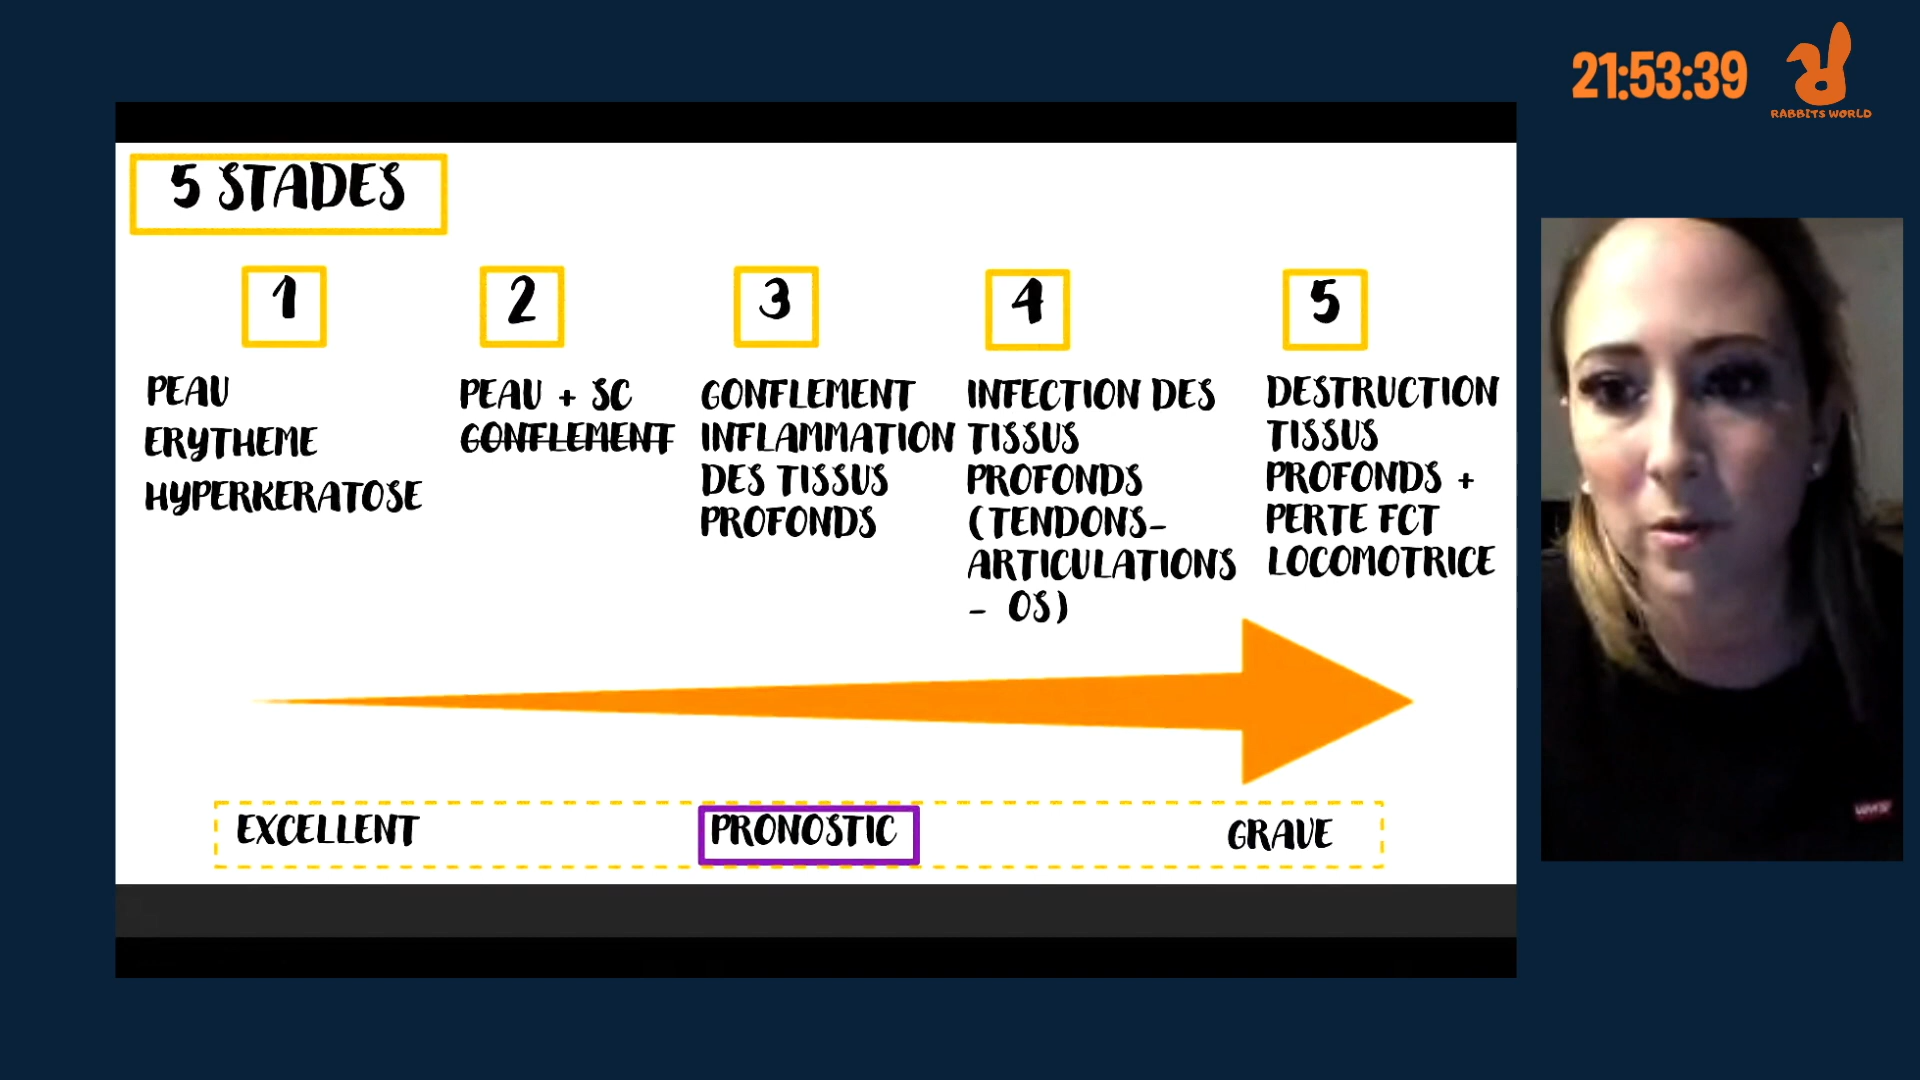 21:53:39
RABBITS WORLD
5 STADES
1
2
3
4
5
PEAU
ERYTHEME
HYPERKERATOSE
PEAU + SC
GONFLEMENT
GONFLEMENT
INFLAMMATION
DES TISSUS
PROFONDS
INFECTION DES
TISSUS
PROFONDS
(TENDONS-
ARTICULATIONS
- OS)
DESTRUCTION
TISSUS
PROFONDS +
PERTE FCT
LOCOMOTRICE
EXCELLENT
PRONOSTIC
GRAVE